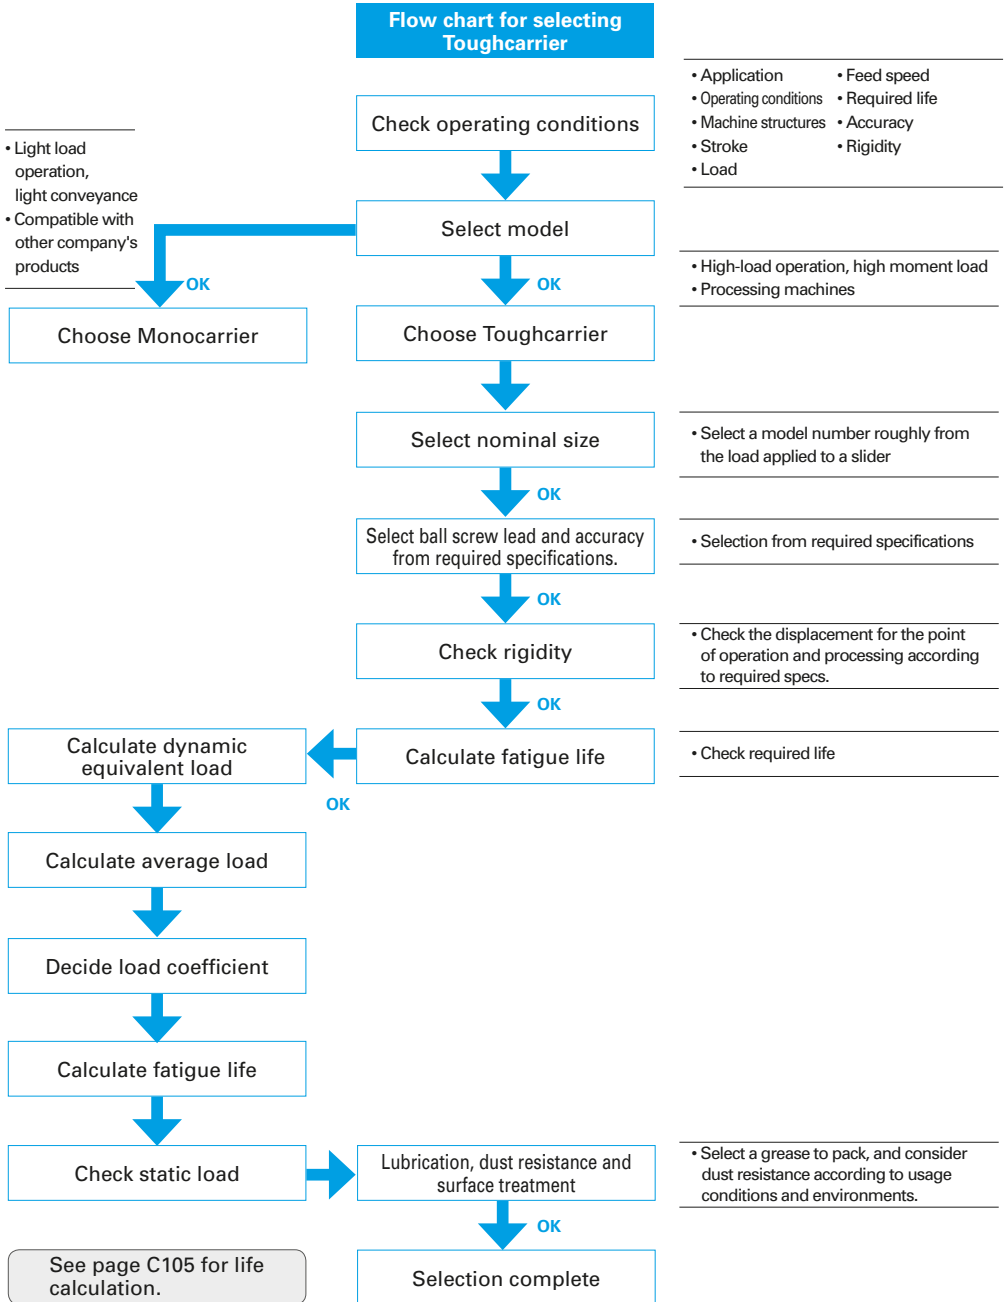 Flow chart for selecting
Toughcarrier
Check operating conditions
• Application
• Operating conditions
• Machine structures
• Stroke
• Load
• Feed speed
• Required life
• Accuracy
• Rigidity
Select model
• Light load
operation,
light conveyance
• Compatible with
other company's
products
OK
Choose Monocarrier
OK
• High-load operation, high moment load
• Processing machines
Choose Toughcarrier
Select nominal size
• Select a model number roughly from
the load applied to a slider
OK
Select ball screw lead and accuracy
from required specifications.
• Selection from required specifications
OK
Check rigidity
• Check the displacement for the point
of operation and processing according
to required specs.
OK
Calculate fatigue life
• Check required life
OK
Calculate dynamic
equivalent load
Calculate average load
Decide load coefficient
Calculate fatigue life
Check static load
Lubrication, dust resistance and
surface treatment
• Select a grease to pack, and consider
dust resistance according to usage
conditions and environments.
OK
Selection complete
See page C105 for life
calculation.